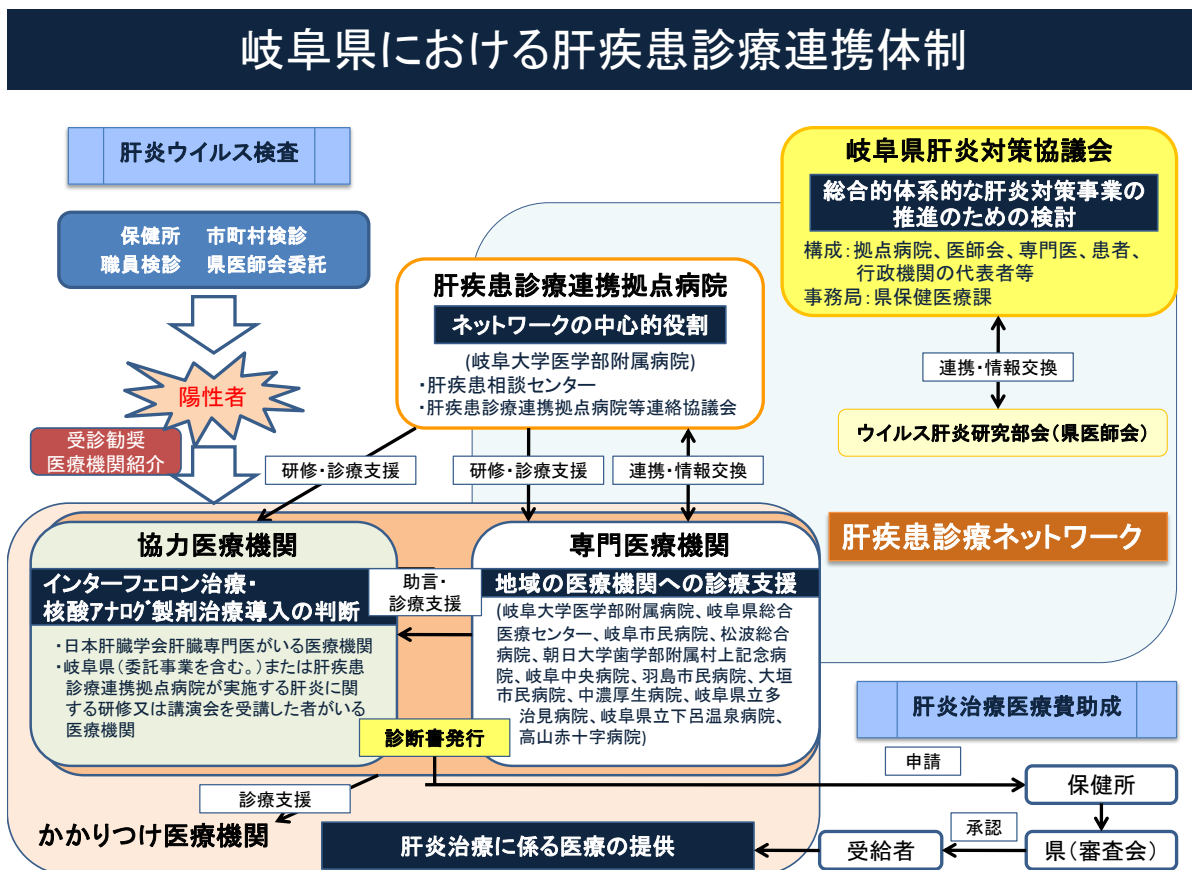 岐阜県における肝疾患診療連携体制
肝炎ウイルス検査
保健所　市町村検診
職員検診　県医師会委託
陽性者
受診勧奨
医療機関紹介
岐阜県肝炎対策協議会
総合的体系的な肝炎対策事業の
推進のための検討
構成：拠点病院、医師会、専門医、患者、
行政機関の代表者等
事務局：県保健医療課
連携・情報交換
ウイルス肝炎研究部会（県医師会）
肝疾患診療連携拠点病院
ネットワークの中心的役割
(岐阜大学医学部附属病院)
・肝疾患相談センター
・肝疾患診療連携拠点病院等連絡協議会
研修・診療支援
研修・診療支援
連携・情報交換
肝疾患診療ネットワーク
協力医療機関
インターフェロン治療・
核酸ｱﾅﾛｸﾞ製剤治療導入の判断
・日本肝臓学会肝臓専門医がいる医療機関
・岐阜県（委託事業を含む。）または肝疾患
診療連携拠点病院が実施する肝炎に関
する研修又は講演会を受講した者がいる
医療機関
助言・
診療支援
専門医療機関
地域の医療機関への診療支援
(岐阜大学医学部附属病院、岐阜県総合
医療センター、岐阜市民病院、松波総合
病院、朝日大学歯学部附属村上記念病
院、岐阜中央病院、羽島市民病院、大垣
市民病院、中濃厚生病院、岐阜県立多
治見病院、岐阜県立下呂温泉病院、
高山赤十字病院)
診断書発行
診療支援
かかりつけ医療機関
肝炎治療に係る医療の提供
肝炎治療医療費助成
申請
保健所
承認
受給者
県（審査会）